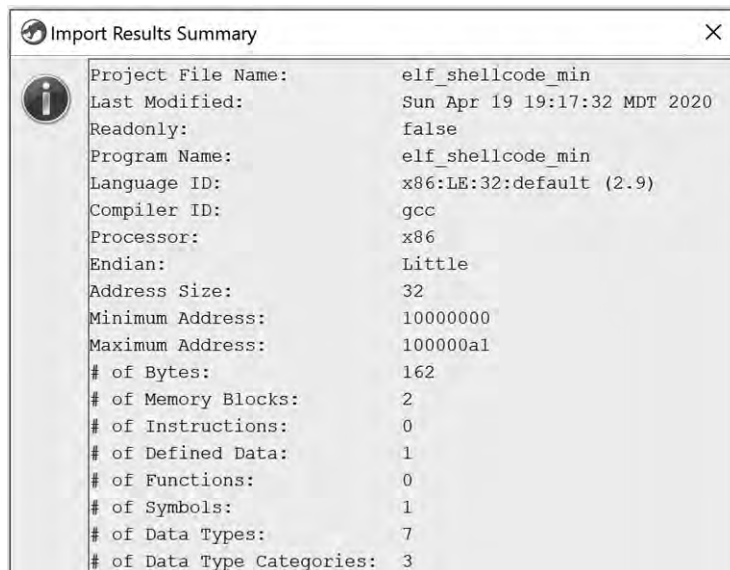 Import Results Summary
Project File Name: elf_shellcode_min
Last Modified: Sun Apr 19 19:17:32 MDT 2020
Readonly: false
Program Name: elf_shellcode_min
Language ID: x86:LE:32:default (2.9)
Compiler ID: gcc
Processor: x86
Endian: Little
Address Size: 32
Minimum Address: 10000000
Maximum Address: 100000a1
# of Bytes: 162
# of Memory Blocks: 2
# of Instructions: 0
# of Defined Data: 1
# of Functions: 0
# of Symbols: 1
# of Data Types: 7
# of Data Type Categories: 3